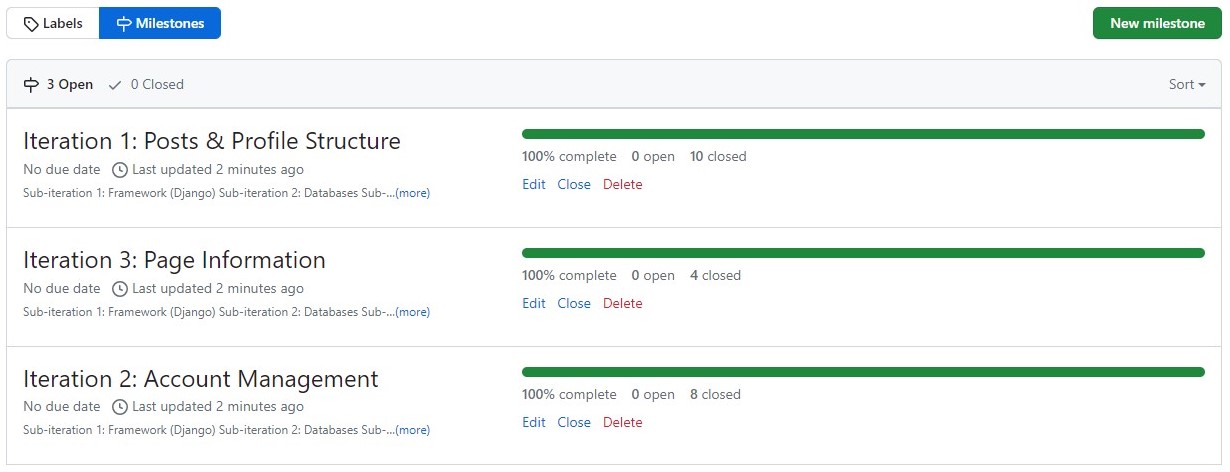 Labels Milestones New milestone
3 Open 0 Closed Sort
Iteration 1: Posts & Profile Structure
No due date Last updated 2 minutes ago
Sub-iteration 1: Framework (Django) Sub-iteration 2: Databases Sub-...(more)
100% complete 0 open 10 closed
Edit Close Delete
Iteration 3: Page Information
No due date Last updated 2 minutes ago
Sub-iteration 1: Framework (Django) Sub-iteration 2: Databases Sub-...(more)
100% complete 0 open 4 closed
Edit Close Delete
Iteration 2: Account Management
No due date Last updated 2 minutes ago
Sub-iteration 1: Framework (Django) Sub-iteration 2: Databases Sub-...(more)
100% complete 0 open 8 closed
Edit Close Delete